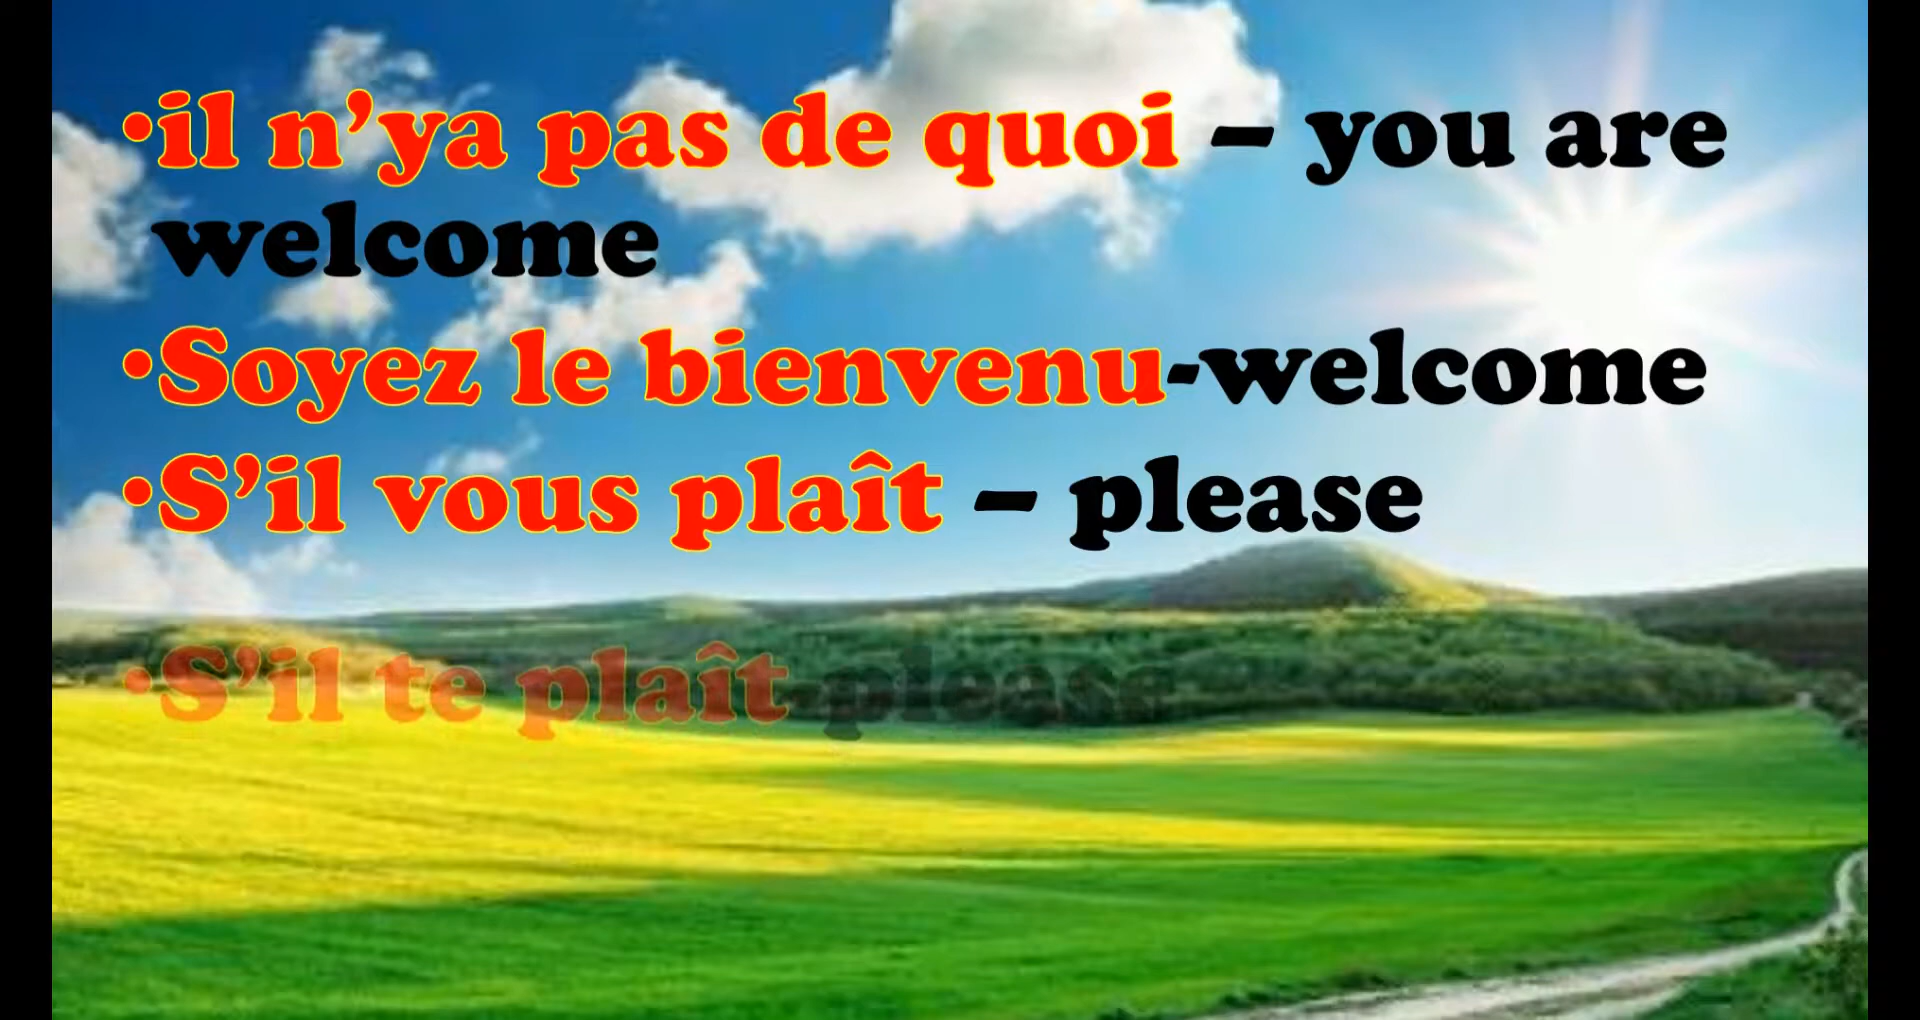 •il n’ya pas de quoi – you are
welcome
•Soyez le bienvenu-welcome
•S’il vous plaît – please
•S’il te plaît-please